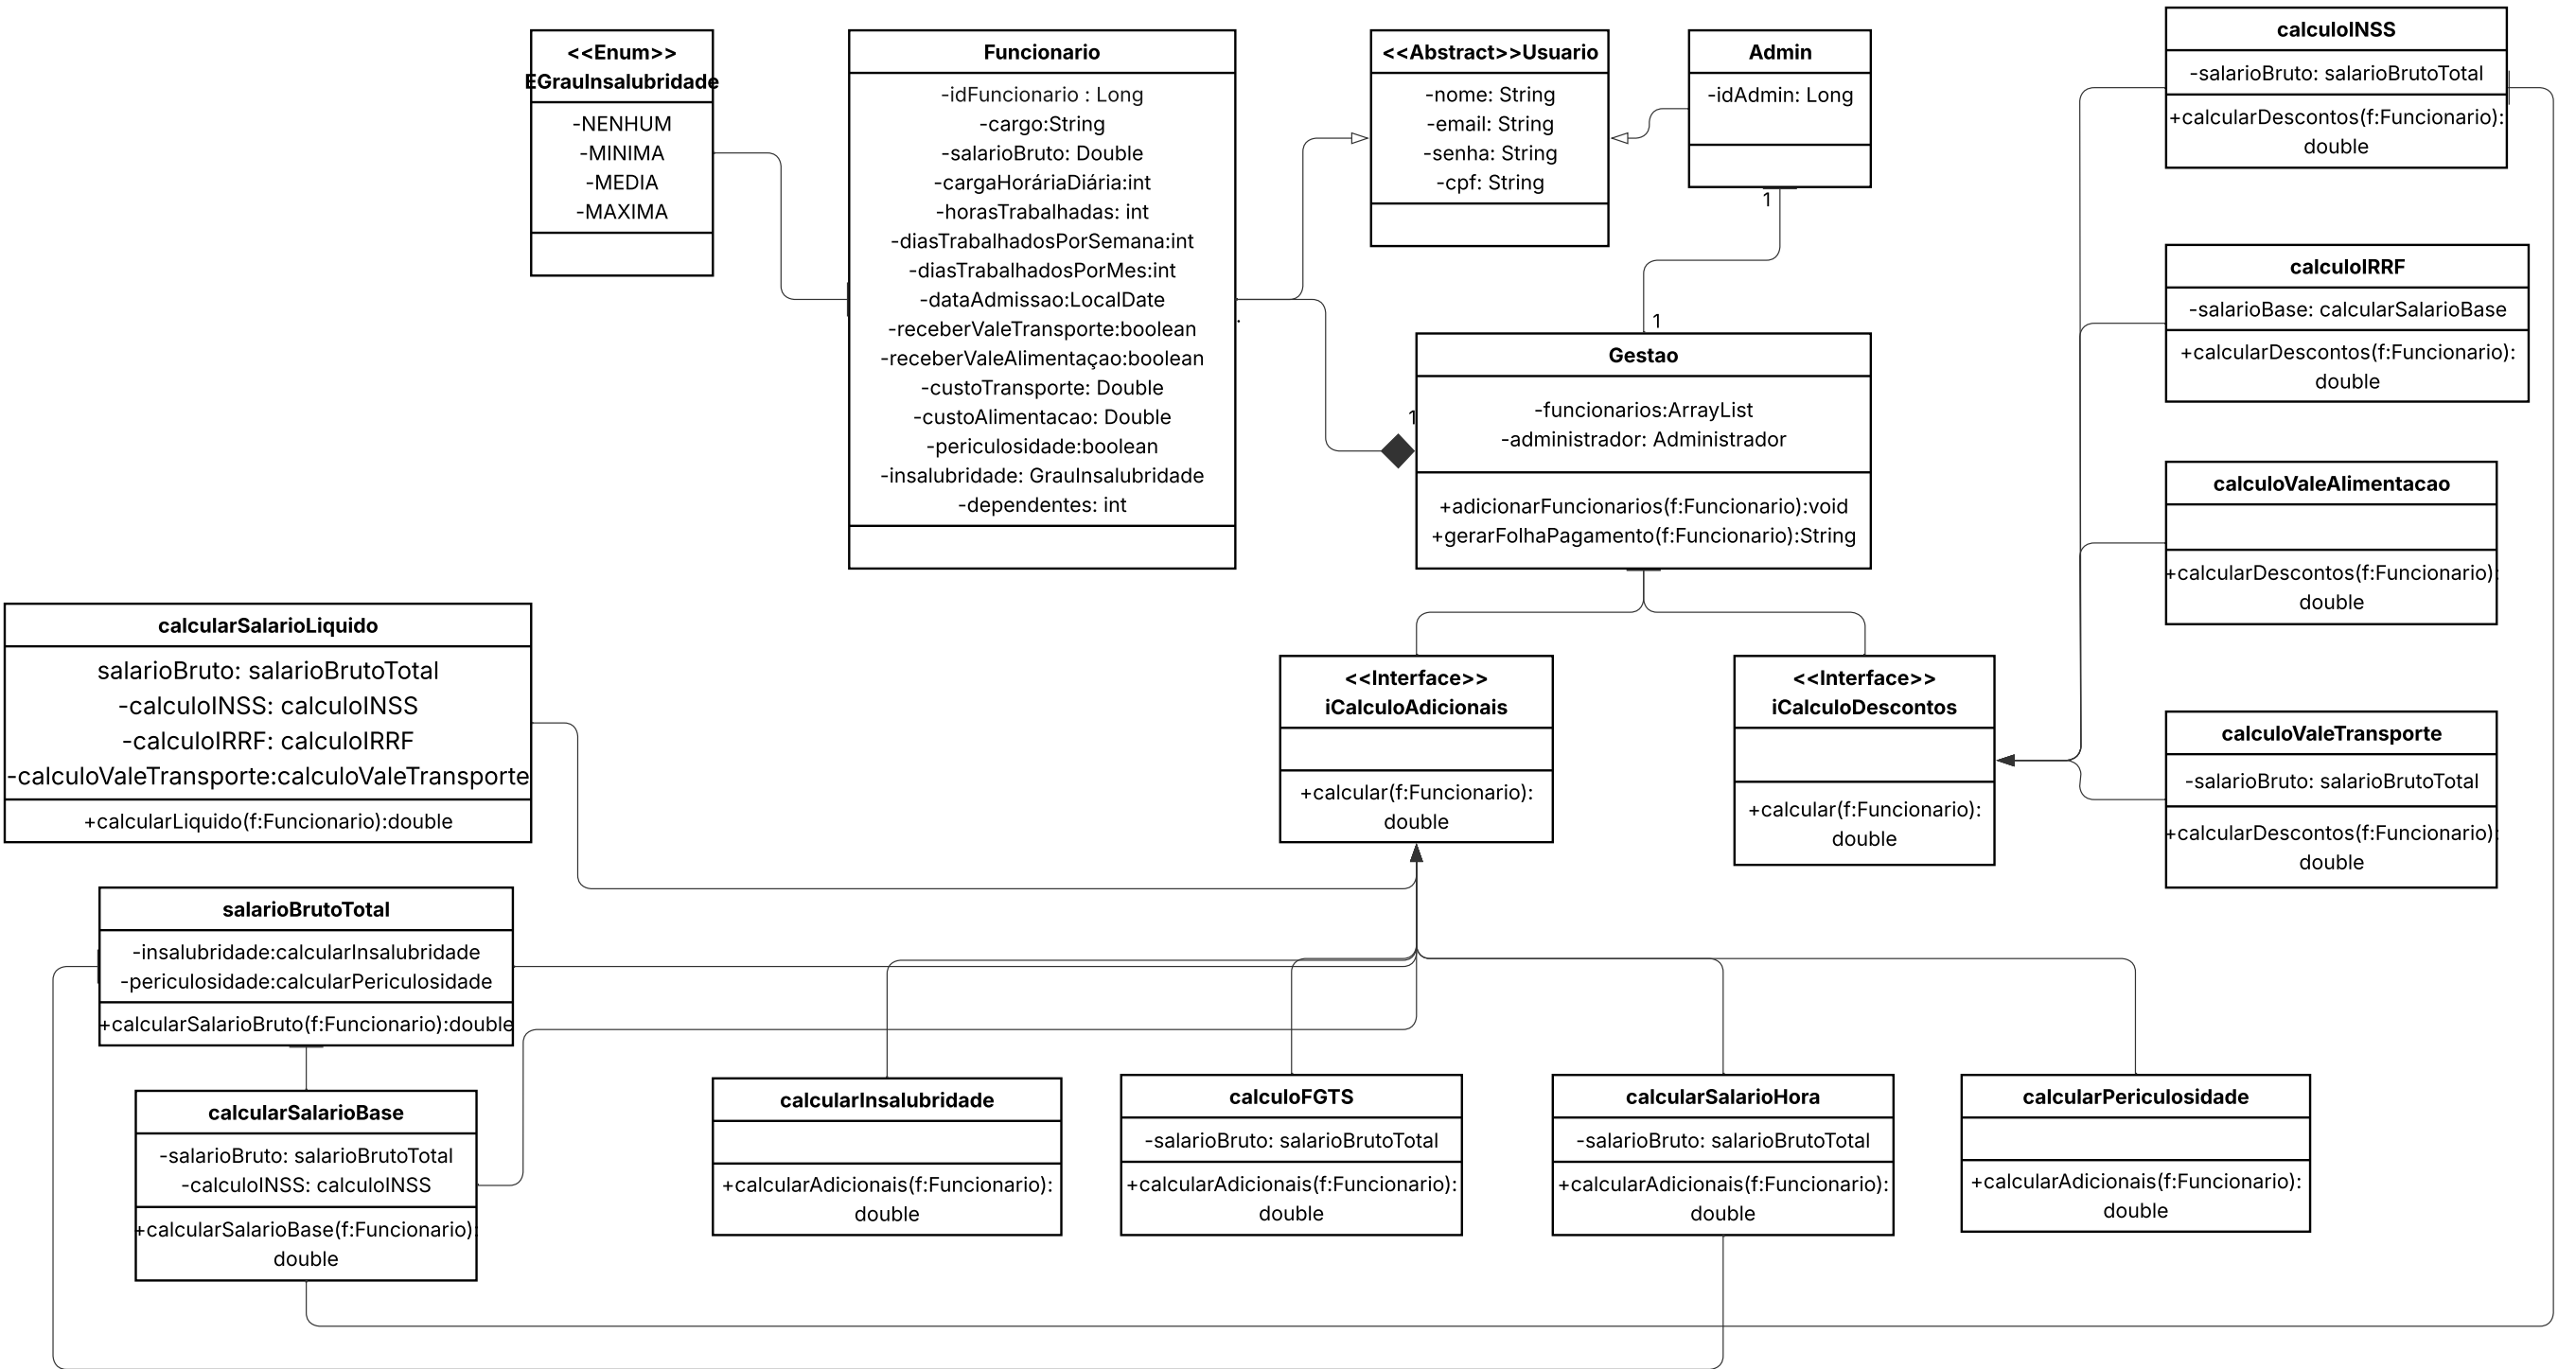 <<Enum>>
EGrauInsalubridade
-NENHUM
-MINIMA
-MEDIA
-MAXIMA
Funcionario
-idFuncionario : Long
-cargo:String
-salarioBruto: Double
-cargaHoráriaDiária:int
-horasTrabalhadas: int
-diasTrabalhadosPorSemana:int
-diasTrabalhadosPorMes:int
-dataAdmissao:LocalDate
-receberValeTransporte:boolean
-receberValeAlimentaçao:boolean
-custoTransporte: Double
-custoAlimentacao: Double
-periculosidade:boolean
-insalubridade: GrauInsalubridade
-dependentes: int
<<Abstract>>Usuario
-nome: String
-email: String
-senha: String
-cpf: String
Admin
-idAdmin: Long
1
1
1
Gestao
-funcionarios:ArrayList
-administrador: Administrador
+adicionarFuncionarios(f:Funcionario):void
+gerarFolhaPagamento(f:Funcionario):String
calculoINSS
-salarioBruto: salarioBrutoTotal
+calcularDescontos(f:Funcionario):
double
calculoIRRF
-salarioBase: calcularSalarioBase
+calcularDescontos(f:Funcionario):
double
calculoValeAlimentacao
+calcularDescontos(f:Funcionario):
double
calculoValeTransporte
-salarioBruto: salarioBrutoTotal
+calcularDescontos(f:Funcionario):
double
calcularSalarioLiquido
salarioBruto: salarioBrutoTotal
-calculoINSS: calculoINSS
-calculoIRRF: calculoIRRF
-calculoValeTransporte:calculoValeTransporte
+calcularLiquido(f:Funcionario):double
<<Interface>>
iCalculoAdicionais
+calcular(f:Funcionario):
double
<<Interface>>
iCalculoDescontos
+calcular(f:Funcionario):
double
salarioBrutoTotal
-insalubridade:calcularInsalubridade
-periculosidade:calcularPericulosidade
+calcularSalarioBruto(f:Funcionario):double
calcularSalarioBase
-salarioBruto: salarioBrutoTotal
-calculoINSS: calculoINSS
+calcularSalarioBase(f:Funcionario):
double
calcularInsalubridade
+calcularAdicionais(f:Funcionario):
double
calculoFGTS
-salarioBruto: salarioBrutoTotal
+calcularAdicionais(f:Funcionario):
double
calcularSalarioHora
-salarioBruto: salarioBrutoTotal
+calcularAdicionais(f:Funcionario):
double
calcularPericulosidade
+calcularAdicionais(f:Funcionario):
double